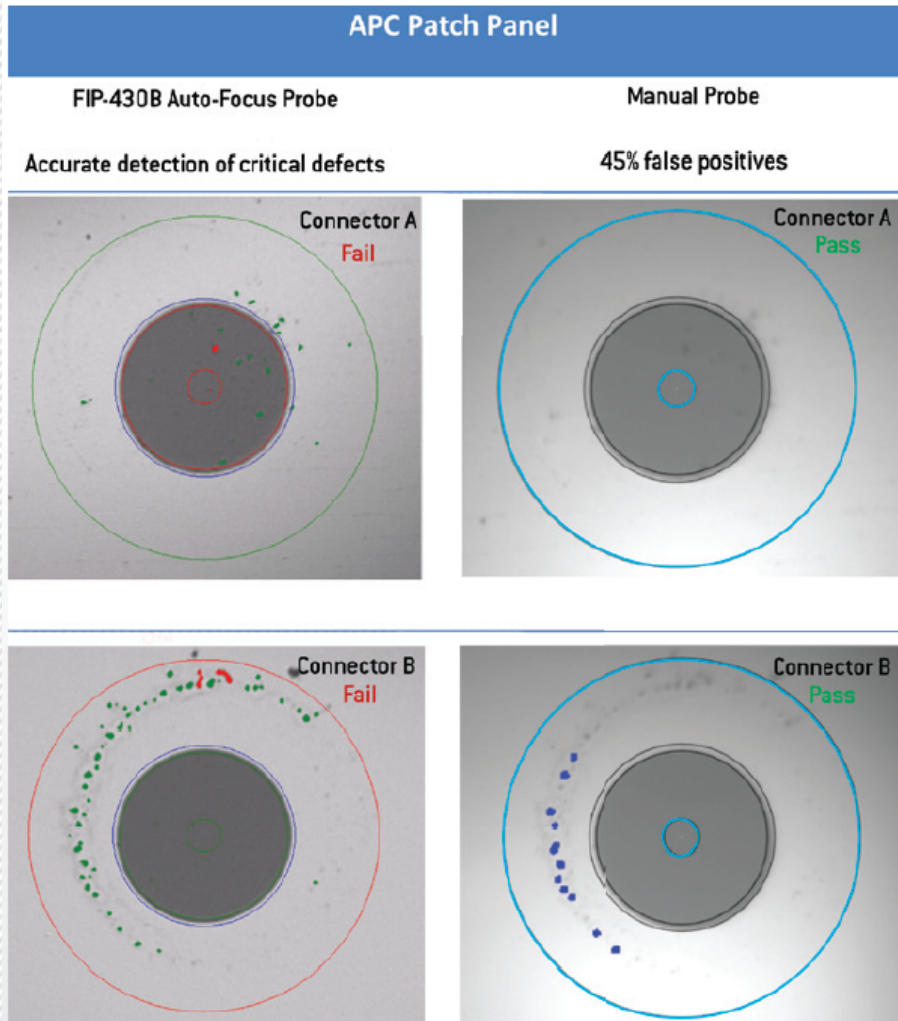 APC Patch Panel
FIP-430B Auto-Focus Probe
Manual Probe
Accurate detection of critical defects
45% false positives
Connector A
Fail
Connector A
Pass
Connector B
Fail
Connector B
Pass